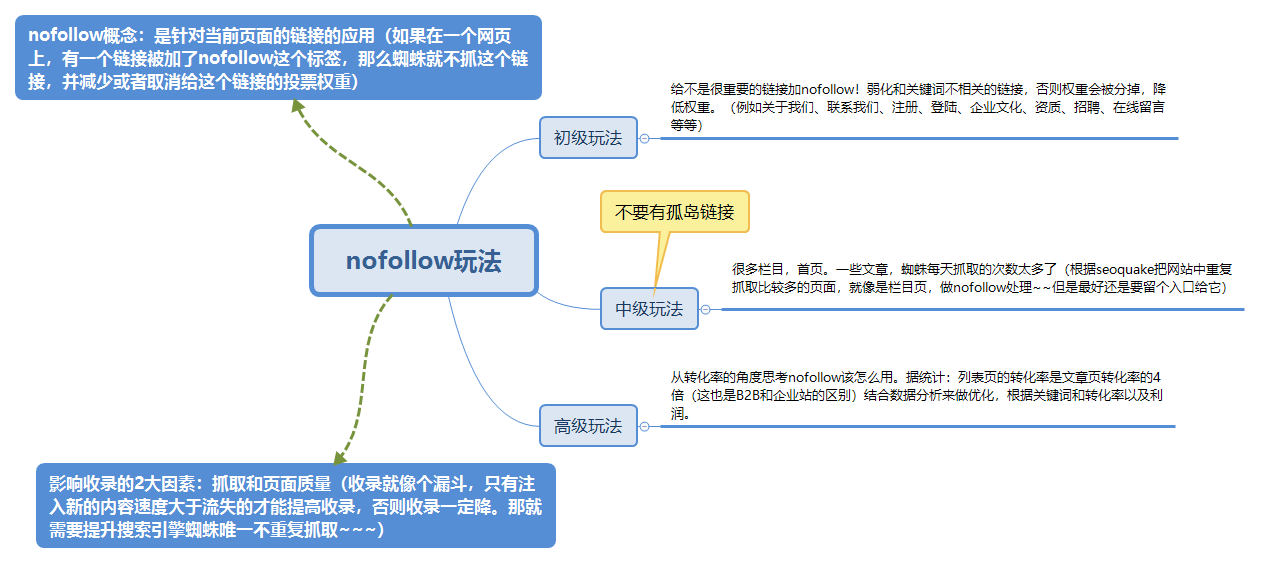 nofollow概念：是针对当前页面的链接的应用（如果在一个网页
上，有一个链接被加了nofollow这个标签，那么蜘蛛就不抓这个链
接，并减少或者取消给这个链接的投票权重）
给不是很重要的链接加nofollow！弱化和关键词不相关的链接，否则权重会被分掉，降
低权重。（例如关于我们、联系我们、注册、登陆、企业文化、资质、招聘、在线留言
等等）
初级玩法
不要有孤岛链接
nofollow玩法
很多栏目，首页。一些文章，蜘蛛每天抓取的次数太多了（根据seoquake把网站中重复
抓取比较多的页面，就像是栏目页，做nofollow处理~~但是最好还是要留个入口给它）
中级玩法
从转化率的角度思考nofollow该怎么用。据统计：列表页的转化率是文章页转化率的4
倍（这也是B2B和企业站的区别）结合数据分析来做优化，根据关键词和转化率以及利
润。
高级玩法
影响收录的2大因素：抓取和页面质量（收录就像个漏斗，只有注
入新的内容速度大于流失的才能提高收录，否则收录一定降。那就
需要提升搜索引擎蜘蛛唯一不重复抓取~~~）